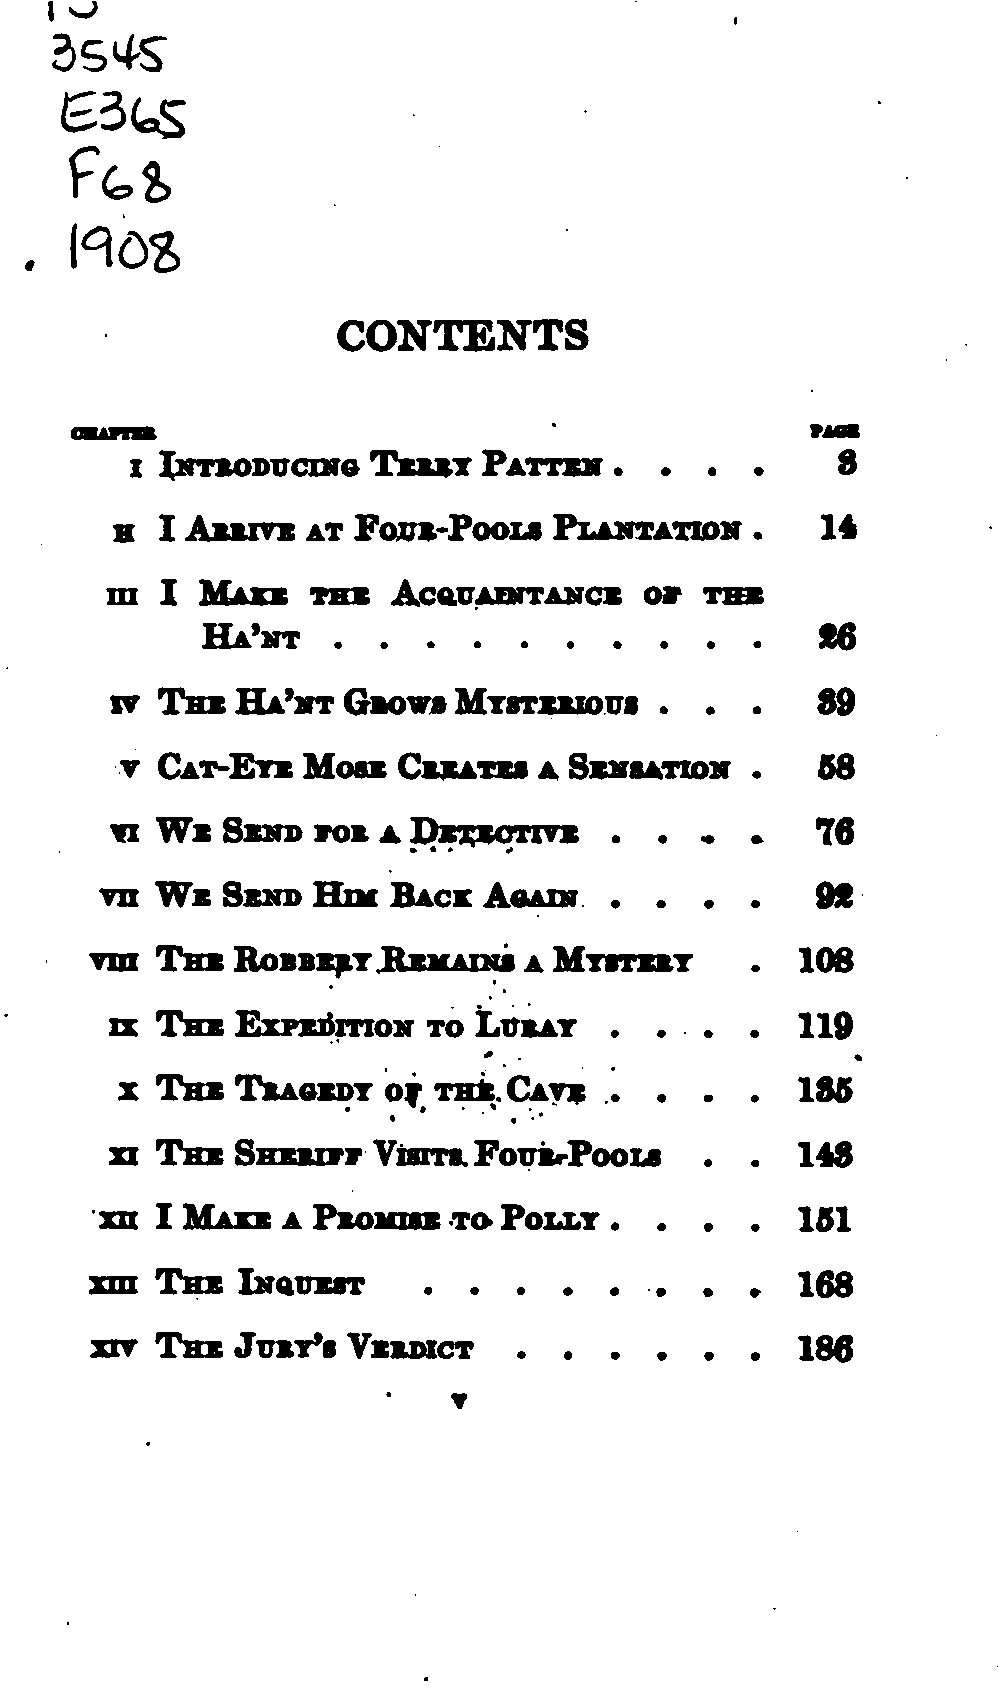 3545
E365
F68
1908
CONTENTS
CHAPTER PAGE
I INTRODUCING TERRY PATTEN . . . . 3
II I ARRIVE AT FOUR-POOLS PLANTATION . 14
III I MAKE THE ACQUAINTANCE OF THE
HA'NT . . . . . . . . . . 26
IV THE HA'NT GROWS MYSTERIOUS . . . 39
V CAT-EYE MOSE CREATES A SENSATION . 58
VI WE SEND FOR A DETECTIVE . . . . 76
VII WE SEND HIM BACK AGAIN . . . . 92
VIII THE ROBBERY REMAINS A MYSTERY . 108
IX THE EXPEDITION TO LURAY . . . . 119
X THE TRAGEDY OF THE CAVE . . . . 135
XI THE SHERIFF VISITS FOUR-POOLS . . 143
XII I MAKE A PROMISE TO POLLY . . . . 151
XIII THE INQUEST . . . . . . . . 168
XIV THE JURY'S VERDICT . . . . . . 186
v